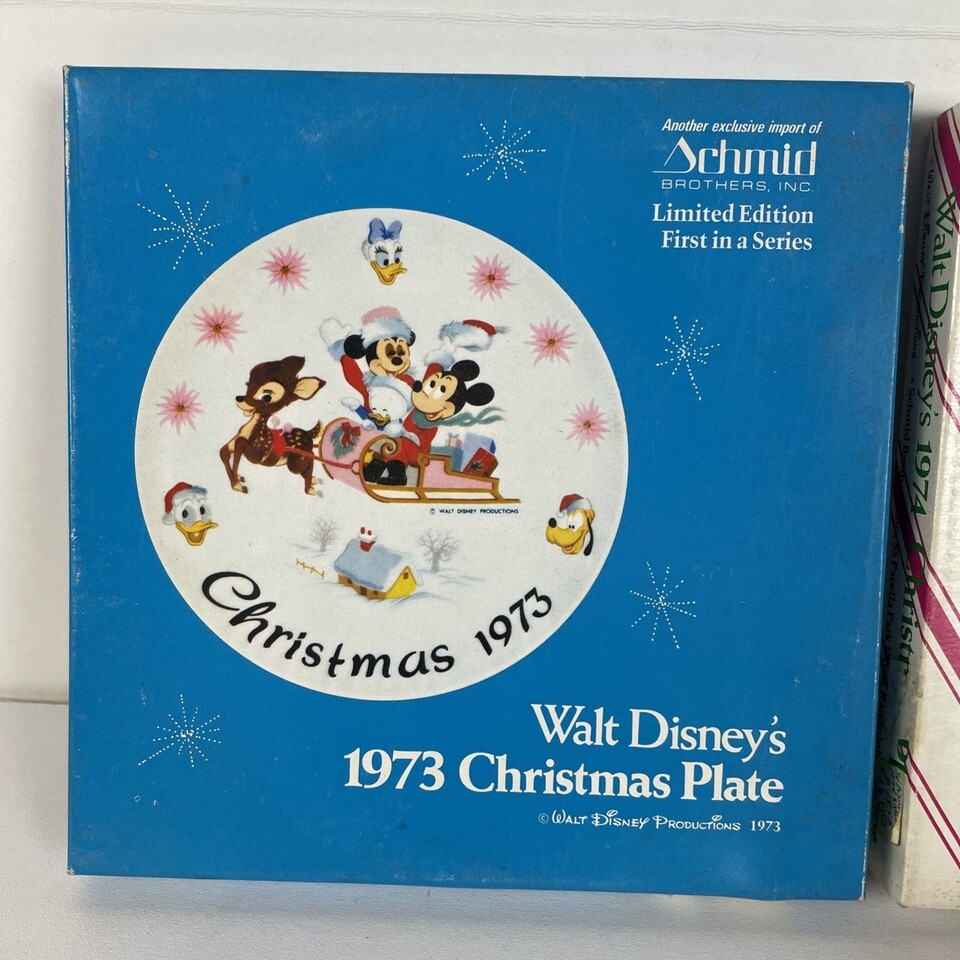 Another exclusive import of
Schmid
BROTHERS, INC.
Limited Edition
First in a Series
© WALT DISNEY PRODUCTIONS
Christmas 1973
Walt Disney's
1973 Christmas Plate
© WALT DISNEY PRODUCTIONS 1973
Walt Disney's 1974 Christ